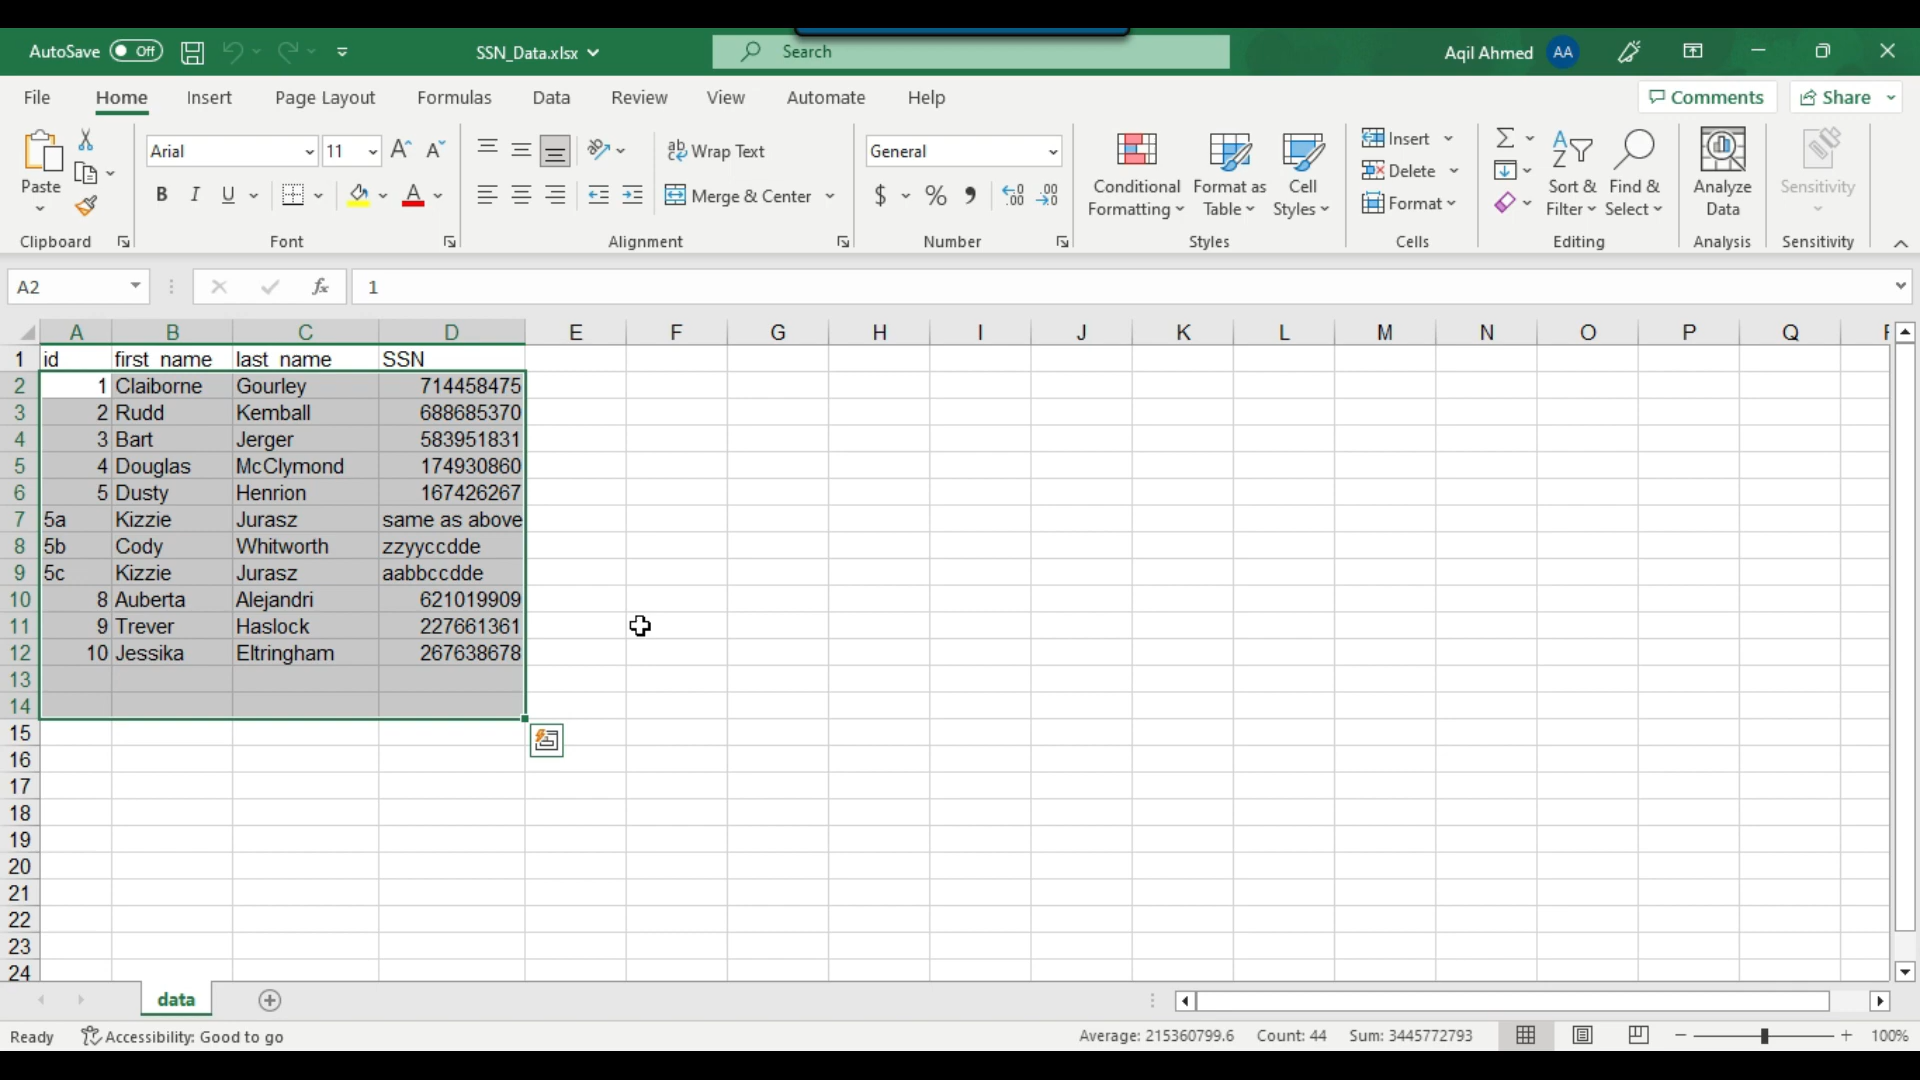 AutoSave Off SSN_Data.xlsx Search Aqil Ahmed AA
File Home Insert Page Layout Formulas Data Review View Automate Help Comments Share
Paste Arial 11 Wrap Text General Conditional Formatting Format as Table Cell Styles Insert Delete Format Sort & Filter Find & Select Analyze Data Sensitivity
B I U A Merge & Center $ %
Clipboard Font Alignment Number Styles Cells Editing Analysis Sensitivity
A2 fx 1
A B C D E F G H I J K L M N O P Q
1 id first_name last_name SSN
2 1 Claiborne Gourley 714458475
3 2 Rudd Kemball 688685370
4 3 Bart Jerger 583951831
5 4 Douglas McClymond 174930860
6 5 Dusty Henrion 167426267
7 5a Kizzie Jurasz same as above
8 5b Cody Whitworth zzyyccdde
9 5c Kizzie Jurasz aabbccdde
10 8 Auberta Alejandri 621019909
11 9 Trever Haslock 227661361
12 10 Jessika Eltringham 267638678
13
14
15
16
17
18
19
20
21
22
23
24
data
Ready Accessibility: Good to go Average: 215360799.6 Count: 44 Sum: 3445772793 100%